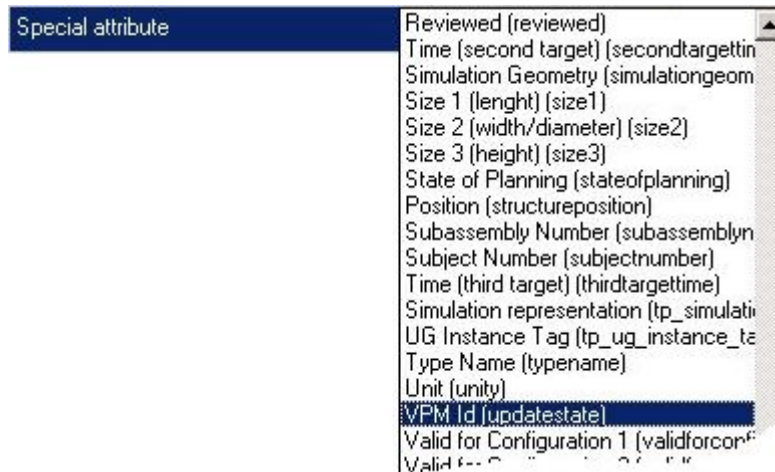 Special attribute
Reviewed (reviewed)
Time (second target) (secondtargettin
Simulation Geometry (simulationgeom
Size 1 (lenght) (size1)
Size 2 (width/diameter) (size2)
Size 3 (height) (size3)
State of Planning (stateofplanning)
Position (structureposition)
Subassembly Number (subassemblyn
Subject Number (subjectnumber)
Time (third target) (thirdtargettime)
Simulation representation (tp_simulati
UG Instance Tag (tp_ug_instance_ta
Type Name (typename)
Unit (unity)
VPM Id (updatestate)
Valid for Configuration 1 (validforconf
Valid for